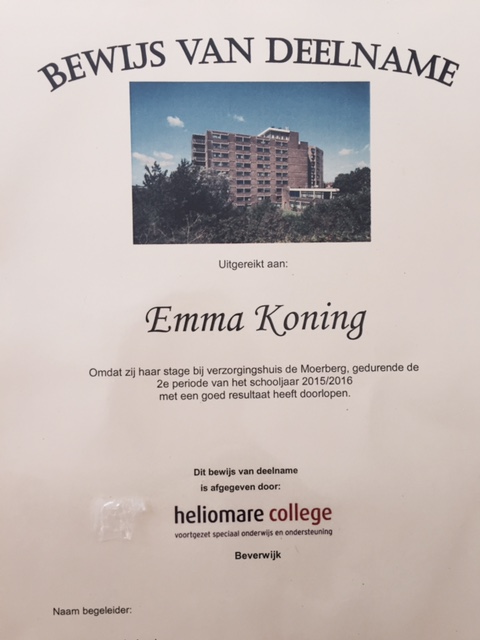 BEWIJS VAN DEELNAME
Uitgereikt aan:
Emma Koning
Omdat zij haar stage bij verzorgingshuis de Moerberg, gedurende de
2e periode van het schooljaar 2015/2016
met een goed resultaat heeft doorlopen.
Dit bewijs van deelname
is afgegeven door:
heliomare college
voortgezet speciaal onderwijs en ondersteuning
Beverwijk
Naam begeleider: